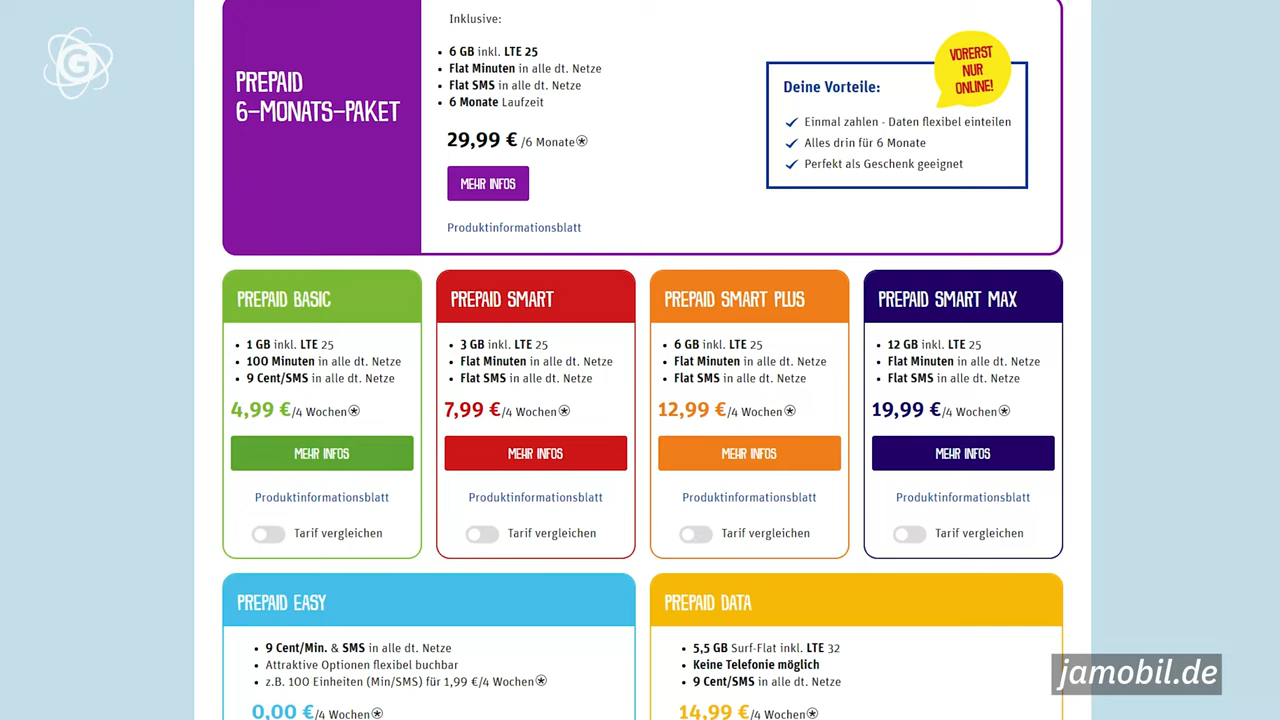 G
PREPAID
6-MONATS-PAKET
Inklusive:
• 6 GB inkl. LTE 25
• Flat Minuten in alle dt. Netze
• Flat SMS in alle dt. Netze
• 6 Monate Laufzeit
29,99 € /6 Monate*
MEHR INFOS
Produktinformationsblatt
VORERST
NUR
ONLINE!
Deine Vorteile:
Einmal zahlen - Daten flexibel einteilen
Alles drin für 6 Monate
Perfekt als Geschenk geeignet
PREPAID BASIC
• 1 GB inkl. LTE 25
• 100 Minuten in alle dt. Netze
• 9 Cent/SMS in alle dt. Netze
4,99 €/4 Wochen*
MEHR INFOS
Produktinformationsblatt
Tarif vergleichen
PREPAID SMART
• 3 GB inkl. LTE 25
• Flat Minuten in alle dt. Netze
• Flat SMS in alle dt. Netze
7,99 €/4 Wochen*
MEHR INFOS
Produktinformationsblatt
Tarif vergleichen
PREPAID SMART PLUS
• 6 GB inkl. LTE 25
• Flat Minuten in alle dt. Netze
• Flat SMS in alle dt. Netze
12,99 €/4 Wochen*
MEHR INFOS
Produktinformationsblatt
Tarif vergleichen
PREPAID SMART MAX
• 12 GB inkl. LTE 25
• Flat Minuten in alle dt. Netze
• Flat SMS in alle dt. Netze
19,99 €/4 Wochen*
MEHR INFOS
Produktinformationsblatt
Tarif vergleichen
PREPAID EASY
• 9 Cent/Min. & SMS in alle dt. Netze
• Attraktive Optionen flexibel buchbar
• z.B. 100 Einheiten (Min/SMS) für 1,99 €/4 Wochen*
0,00 €/4 Wochen*
PREPAID DATA
• 5,5 GB Surf-Flat inkl. LTE 32
• Keine Telefonie möglich
• 9 Cent/SMS in alle dt. Netze
14,99 €/4 Wochen*
jamobil.de